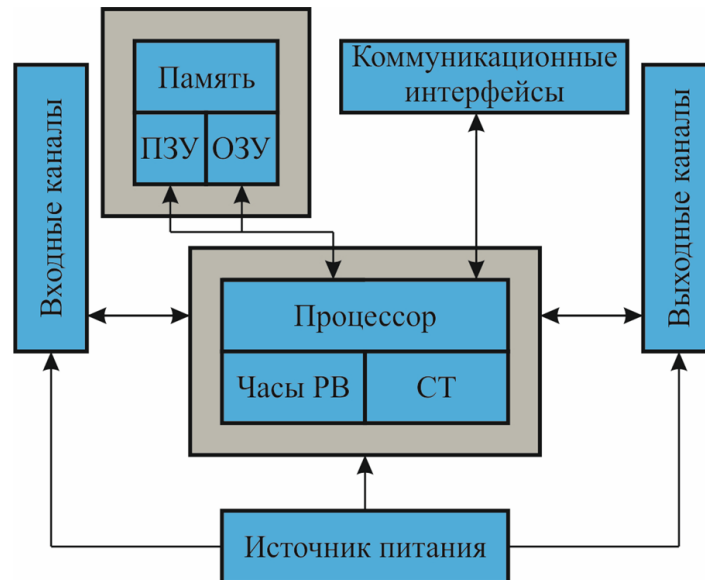 Память
ПЗУ ОЗУ
Коммуникационные
интерфейсы
Входные каналы
Выходные каналы
Процессор
Часы РВ СТ
Источник питания